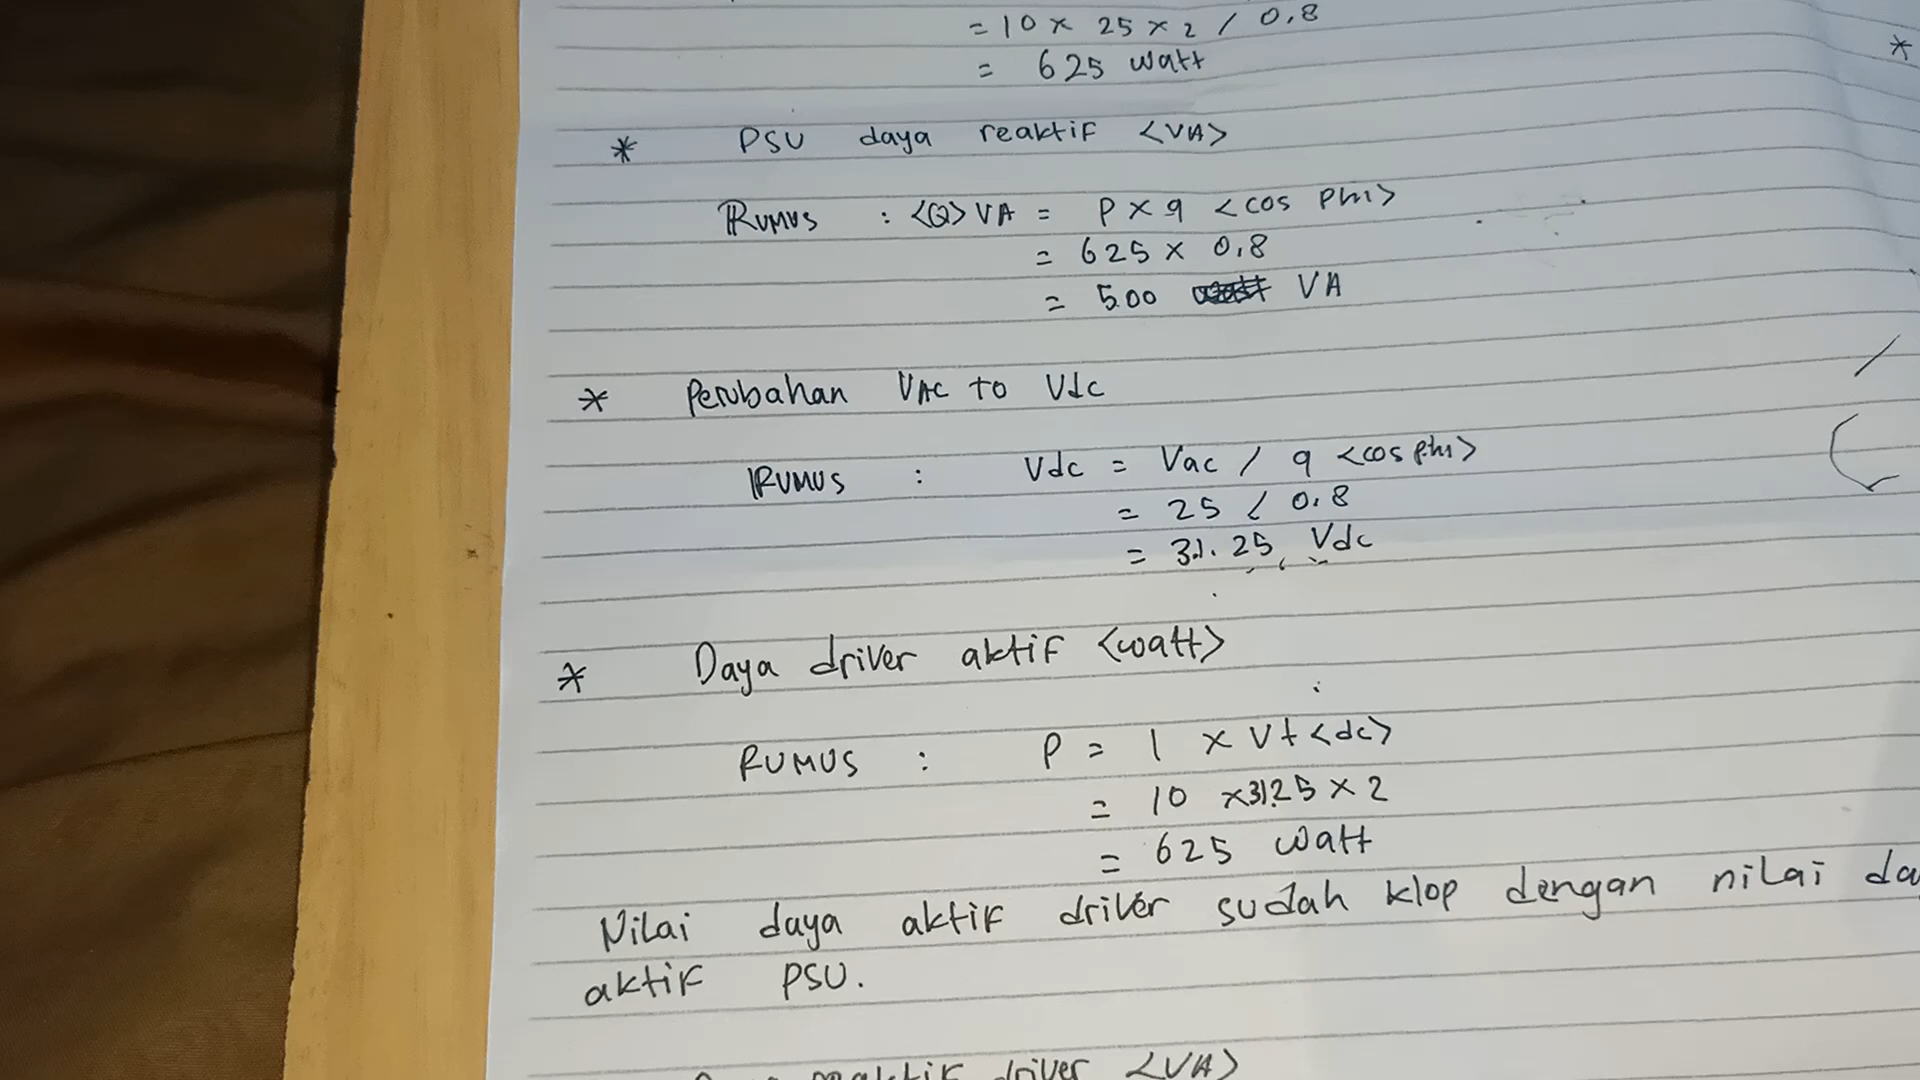 = 10 x 25 x 2 / 0,8
= 625 watt
*
* PSU daya reaktif <VA>
RUMUS : <Q> VA = P x q <cos Phi>
= 625 x 0,8
= 500 VA
* Perubahan VAC to Vdc
RUMUS : Vdc = Vac / q <cos Phi>
= 25 / 0.8
= 31.25 Vdc
* Daya driver aktif <watt>
RUMUS : P = I x Vt <dc>
= 10 x 31.25 x 2
= 625 watt
Nilai daya aktif driver sudah klop dengan nilai da
aktif PSU.
reaktif driver <VA>